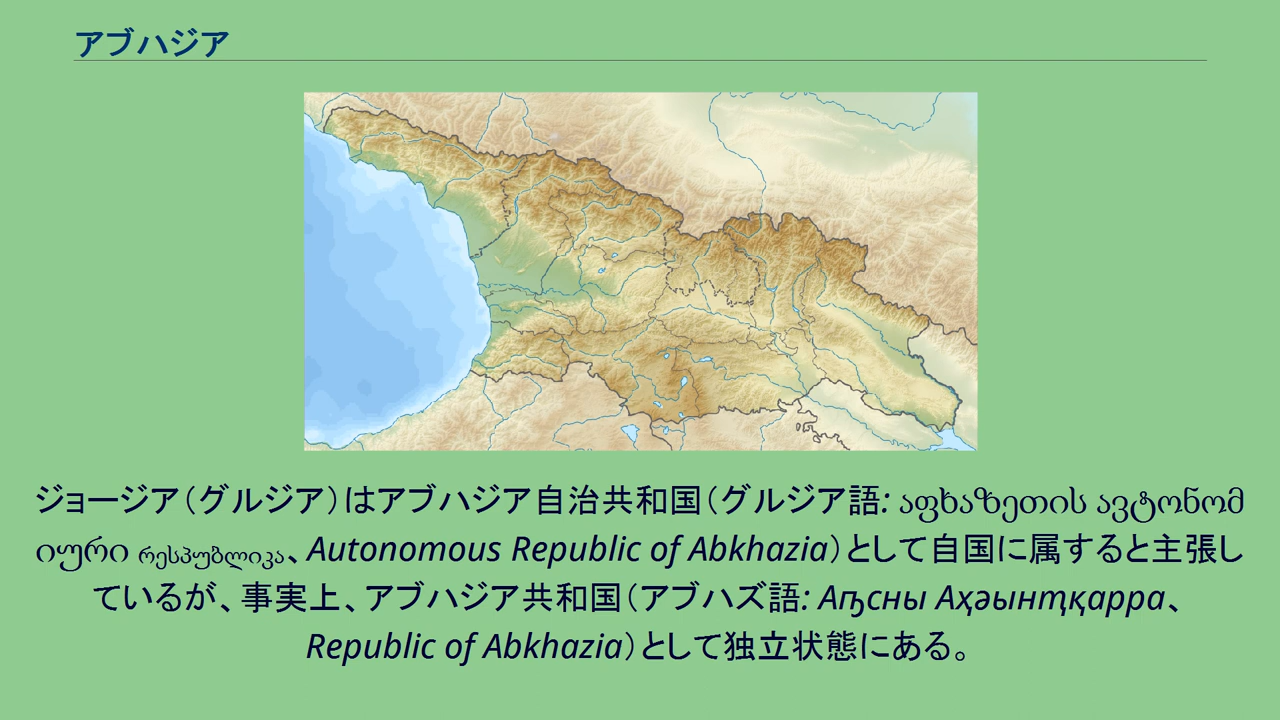 アブハジア
ジョージア（グルジア）はアブハジア自治共和国（グルジア語: აფხაზეთის ავტონომ
იური რესპუბლიკა、Autonomous Republic of Abkhazia）として自国に属すると主張し
ているが、事実上、アブハジア共和国（アブハズ語: Аҧсны Аҳәынҭқарра、
Republic of Abkhazia）として独立状態にある。